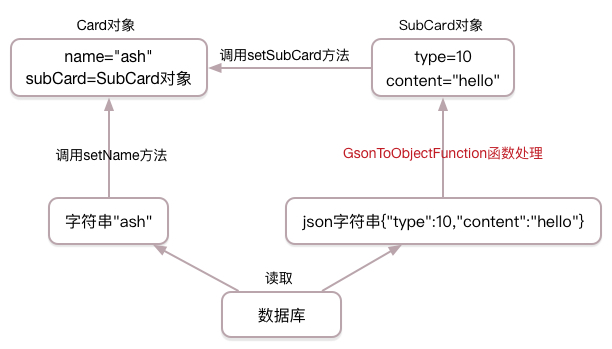 Card对象
SubCard对象
name="ash"
subCard=SubCard对象
调用setSubCard方法
type=10
content="hello"
调用setName方法
GsonToObjectFunction函数处理
字符串"ash"
json字符串{"type":10,"content":"hello"}
读取
数据库